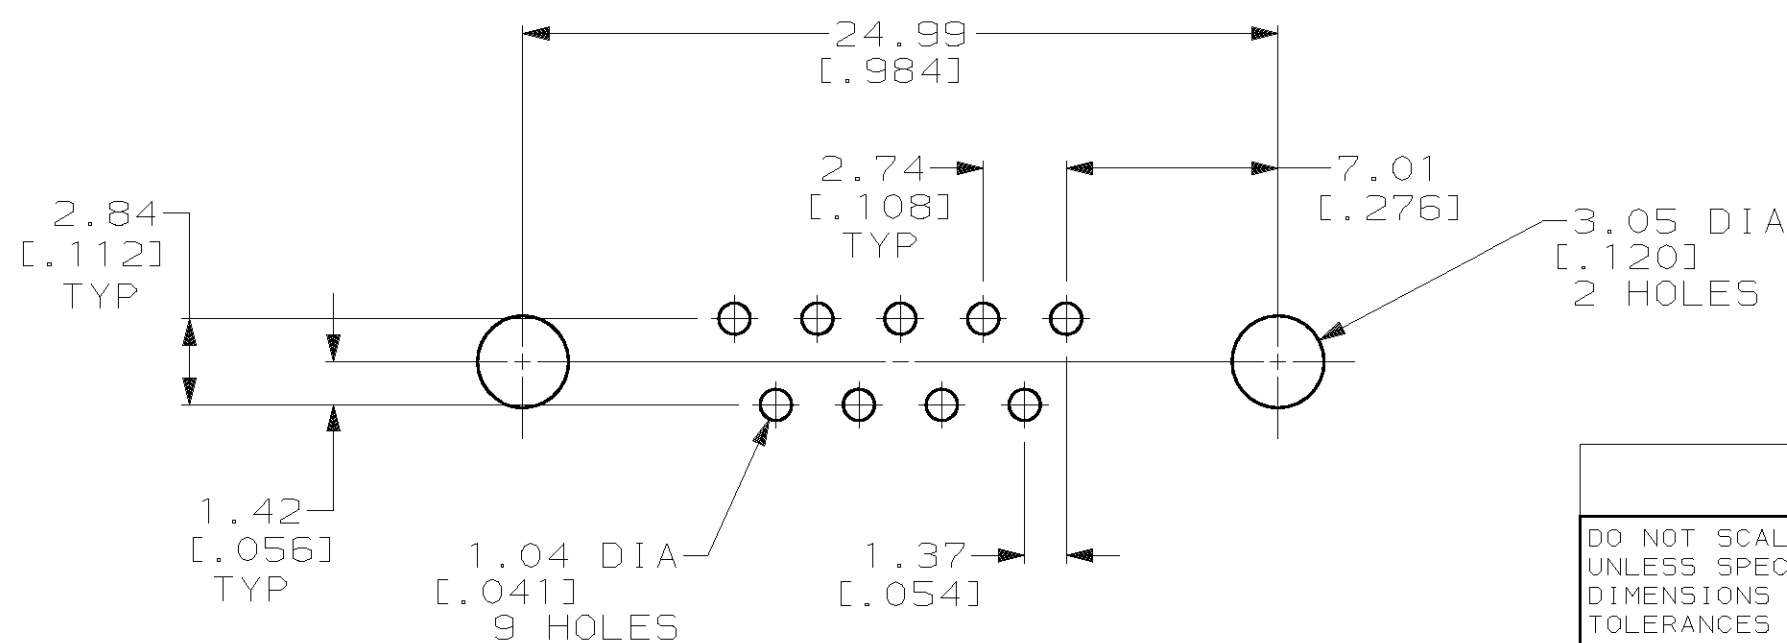 24.99
[.984]
2.74
[.108]
TYP
7.01
[.276]
2.84
[.112]
TYP
3.05 DIA
[.120]
2 HOLES
1.42
[.056]
TYP
1.04 DIA
[.041]
9 HOLES
1.37
[.054]
DO NOT SCAL
UNLESS SPEC
DIMENSIONS
TOLERANCES